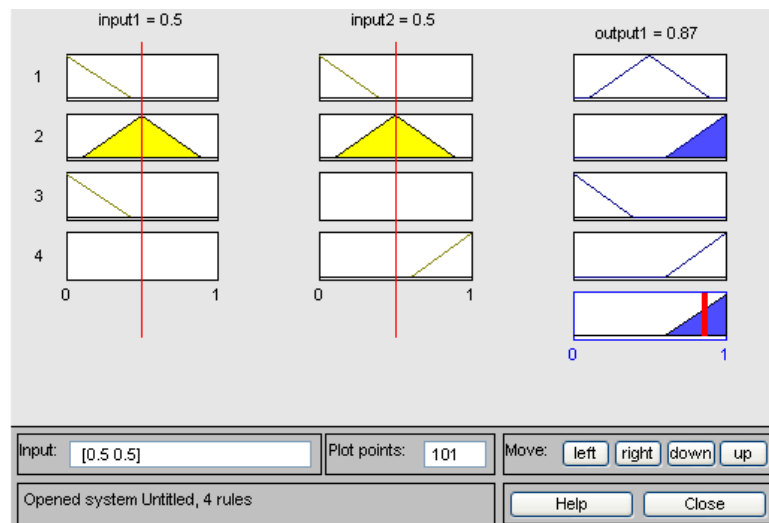 input1 = 0.5 input2 = 0.5 output1 = 0.87
1
2
3
4
0 1 0 1
0 1
Input: [0.5 0.5] Plot points: 101 Move: left right down up
Opened system Untitled, 4 rules Help Close